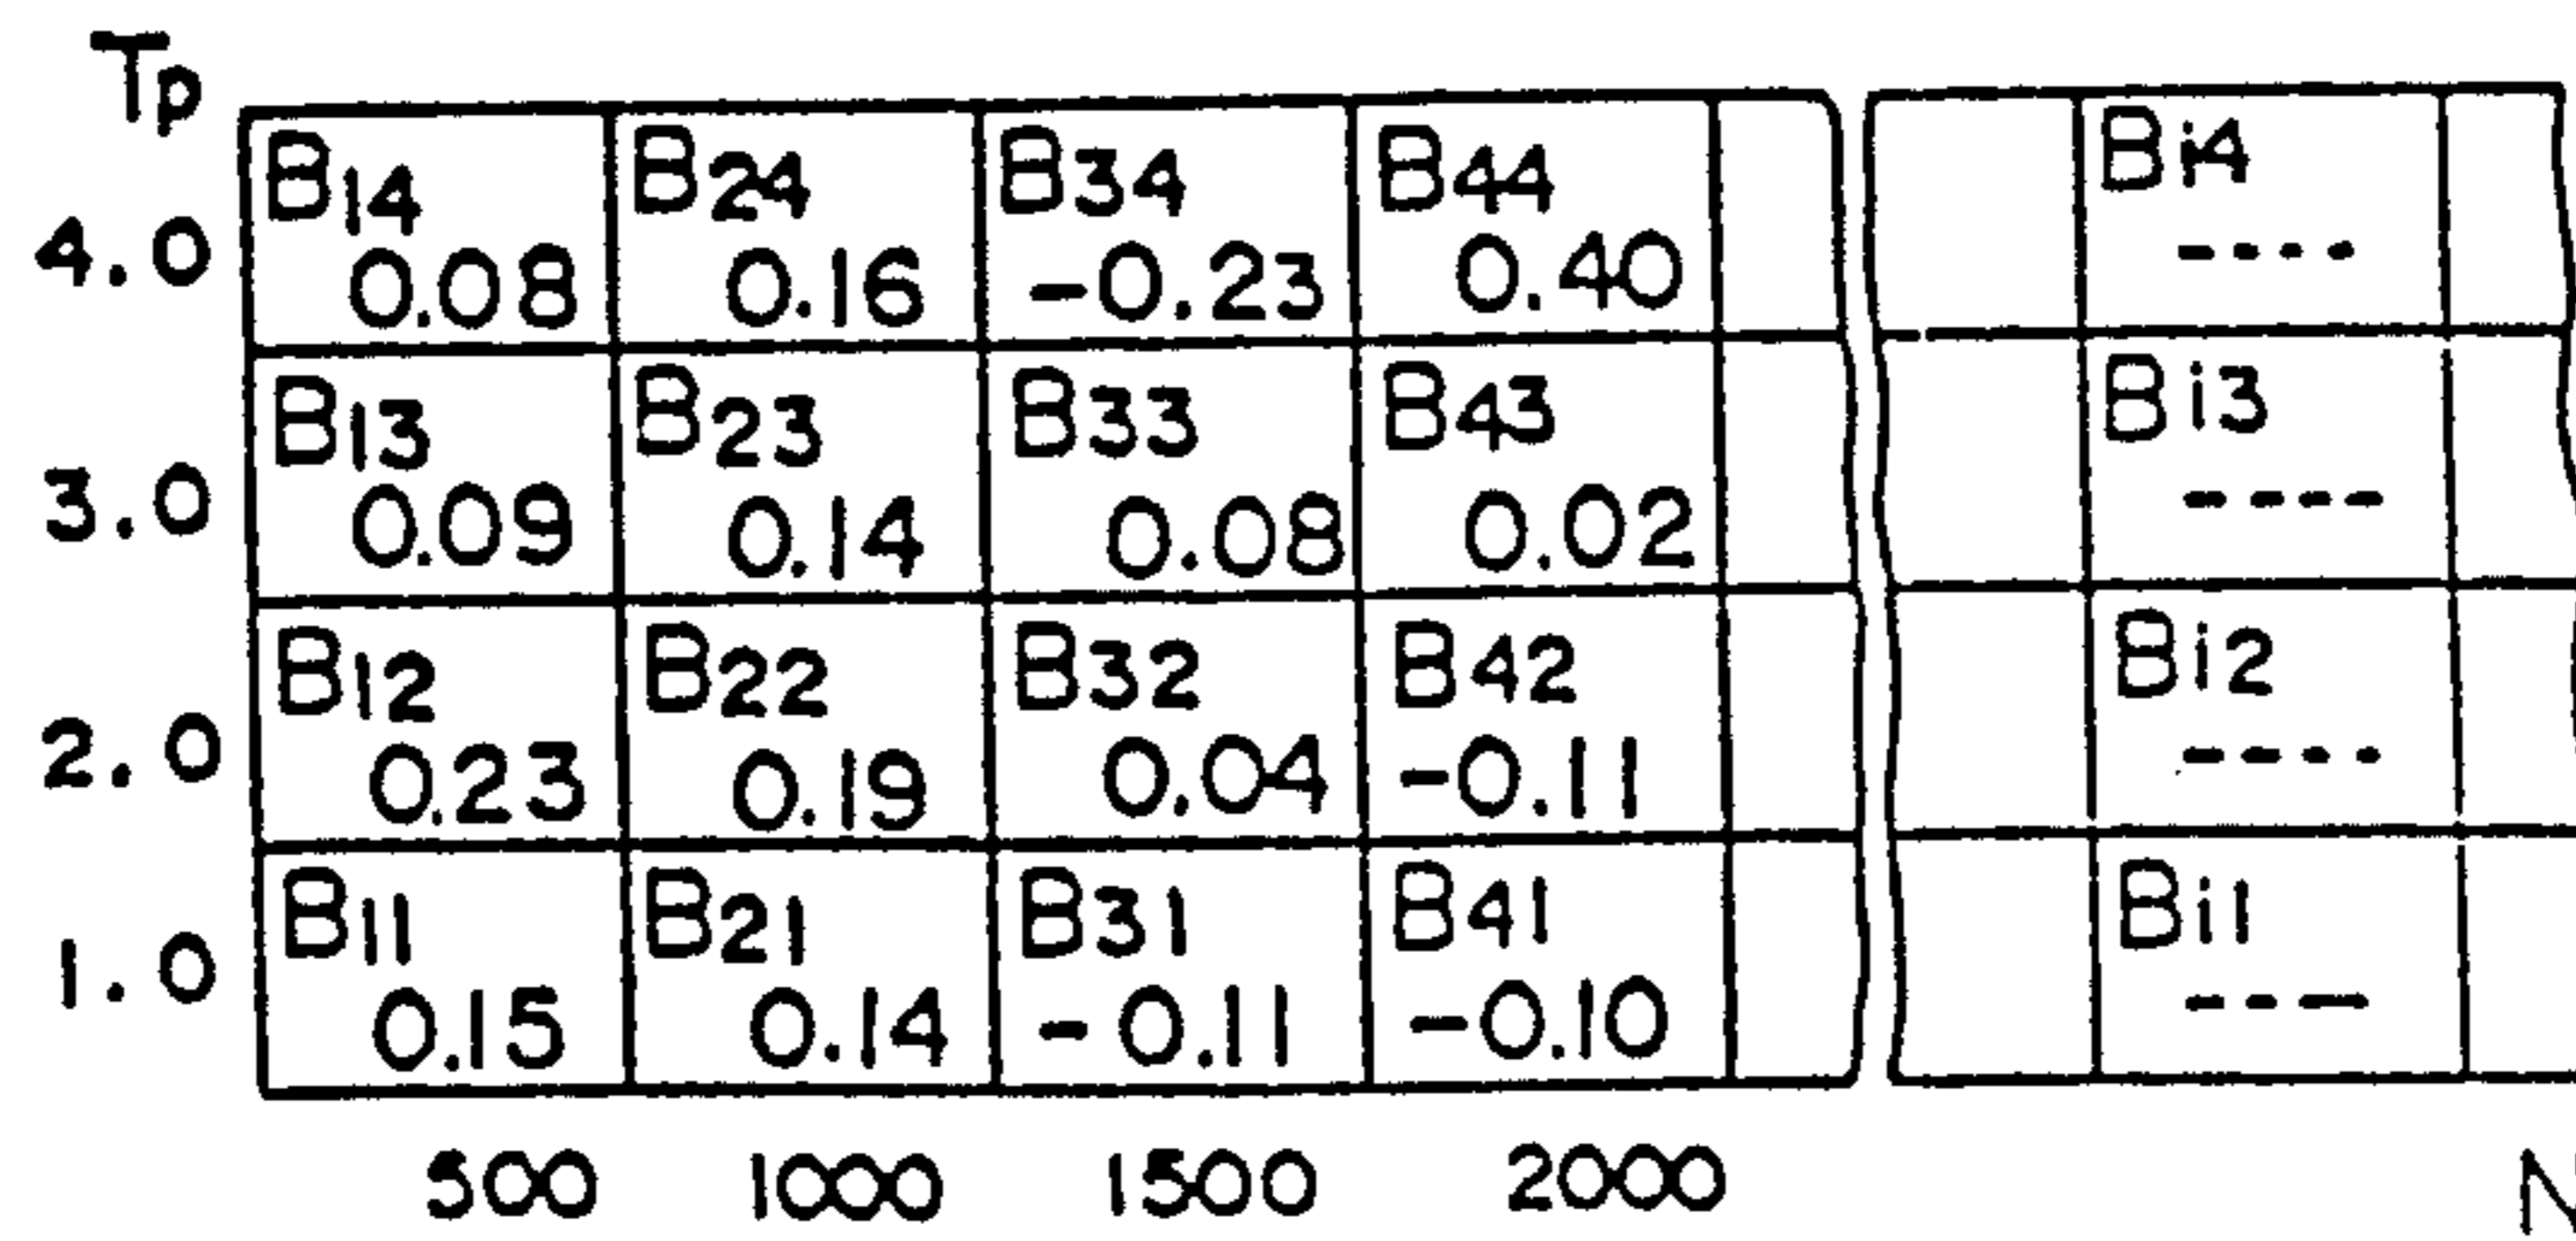 Tp
B14 B24 B34 B44 Bi4
4.0 0.08 0.16 -0.23 0.40 ----
B13 B23 B33 B43 Bi3
3.0 0.09 0.14 0.08 0.02 ----
B12 B22 B32 B42 Bi2
2.0 0.23 0.19 0.04 -0.11 ----
B11 B21 B31 B41 Bi1
1.0 0.15 0.14 -0.11 -0.10 ---
500 1000 1500 2000 N